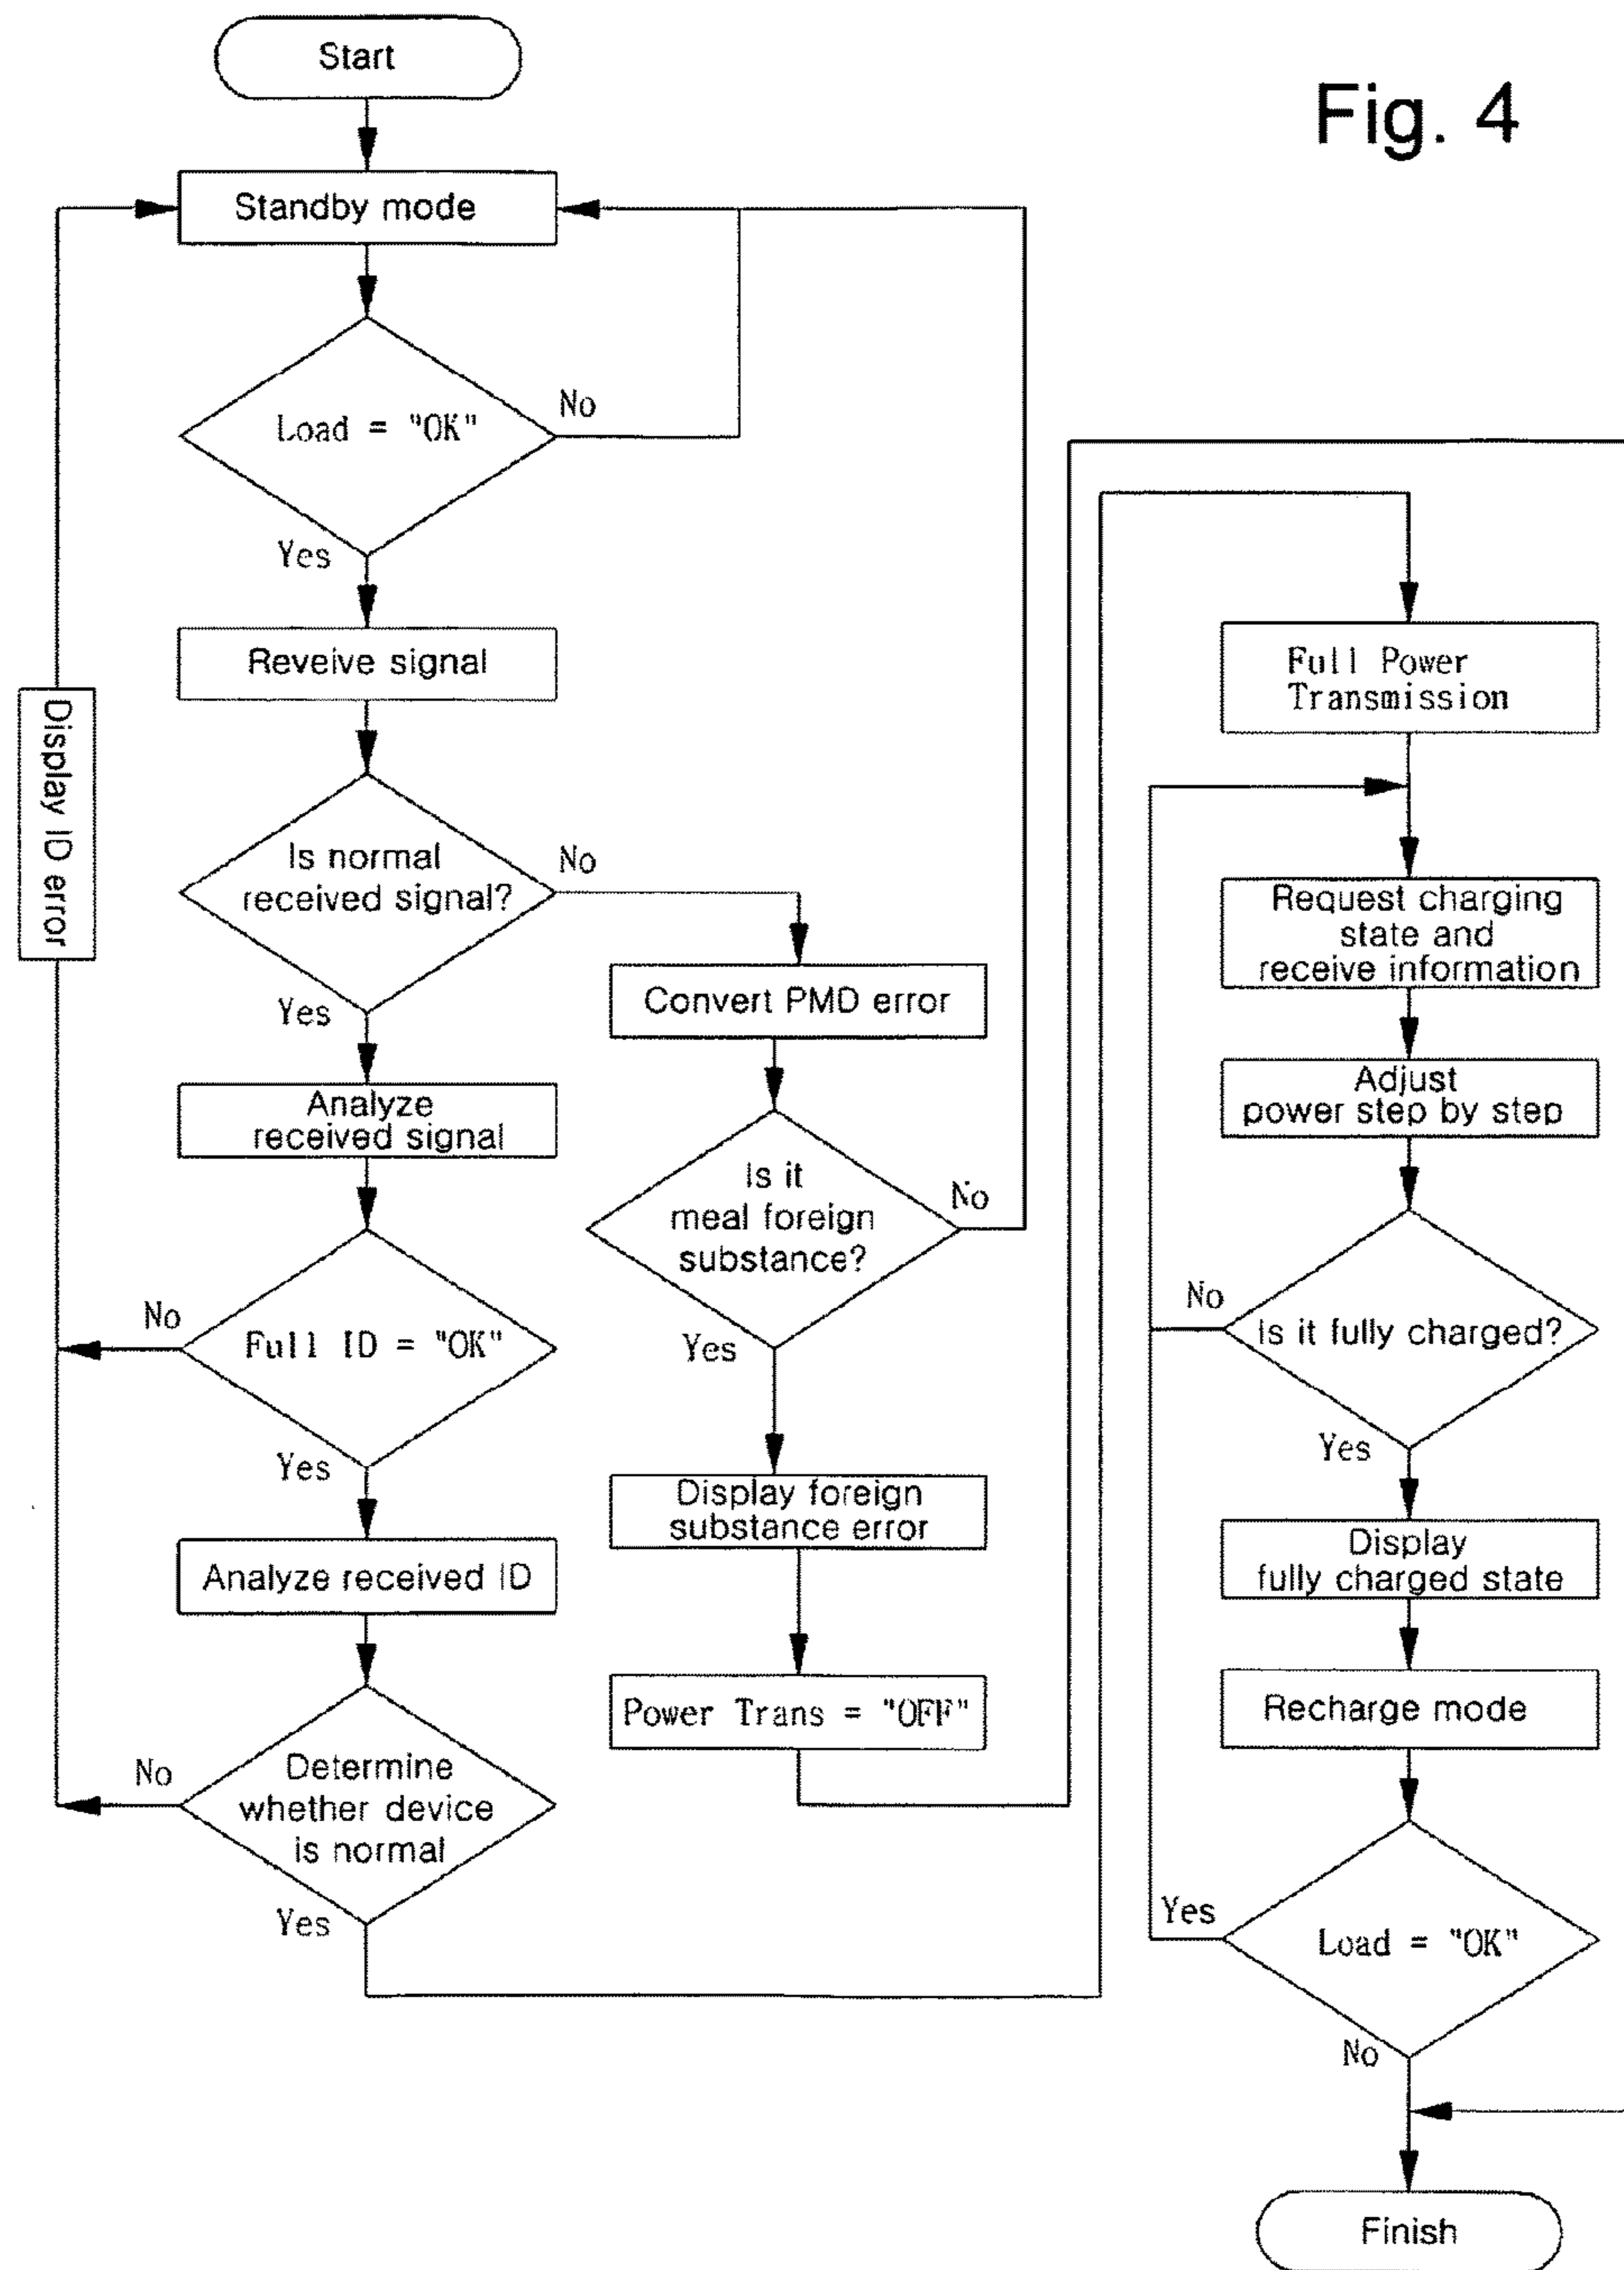 Fig. 4
Start
Standby mode
Load = "OK"
No
Yes
Reveive signal
Display ID error
Is normal
received signal?
No
Yes
Analyze
received signal
Full ID = "OK"
No
Yes
Analyze received ID
Determine
whether device
is normal
No
Yes
Convert PMD error
Is it
meal foreign
substance?
No
Yes
Display foreign
substance error
Power Trans = "OFF"
Full Power
Transmission
Request charging
state and
receive information
Adjust
power step by step
Is it fully charged?
No
Yes
Display
fully charged state
Recharge mode
Load = "OK"
Yes
No
Finish